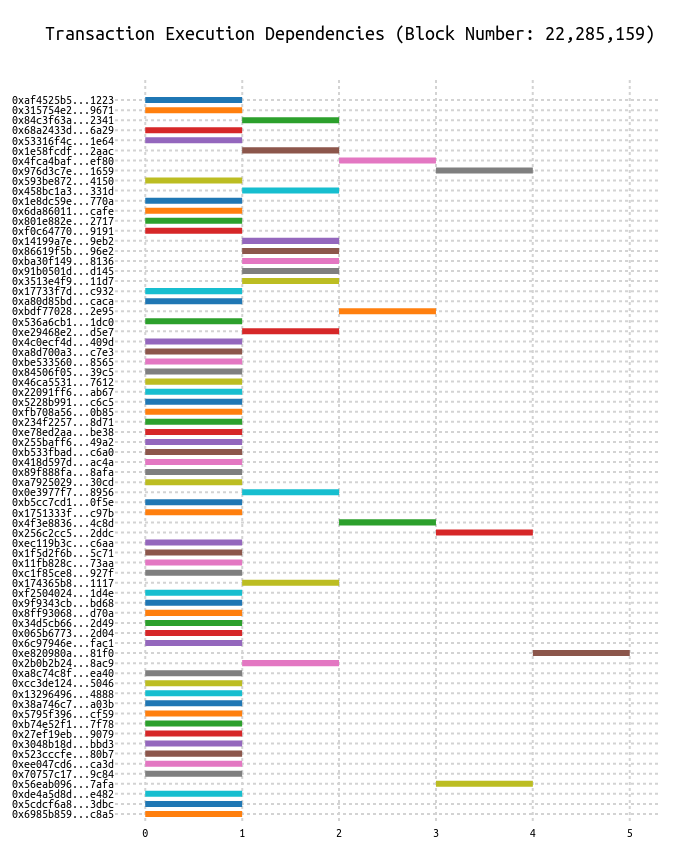 Transaction Execution Dependencies (Block Number: 22,285,159)
0xaf4525b5...1223
0x315754e2...9671
0x84c3f63a...2341
0x68a2433d...6a29
0x53316f4c...1e64
0x1e58fcdf...2aac
0x4fca4baf...ef80
0x976d3c7e...1659
0x593be872...4150
0x458bc1a3...331d
0x1e8dc59e...770a
0x6da86011...cafe
0x801e882e...2717
0xf0c64770...9191
0x14199a7e...9eb2
0x86619f5b...96e2
0xba30f149...8136
0x91b0501d...d145
0x3513e4f9...11d7
0x17733f7d...c932
0xa80d85bd...caca
0xbdf77028...2e95
0x536a6cb1...1dc0
0xe29468e2...d5e7
0x4c0ecf4d...409d
0xa8d700a3...c7e3
0xbe533560...8565
0x84506f05...39c5
0x46ca5531...7612
0x22091ff6...ab67
0x5228b991...c6c5
0xfb708a56...0b85
0x234f2257...8d71
0xe78ed2aa...be38
0x255baff6...49a2
0xb533fbad...c6a0
0x418d597d...ac4a
0x89f888fa...8afa
0xa7925029...30cd
0x0e3977f7...8956
0xb5cc7cd1...0f5e
0x1751333f...c97b
0x4f3e8836...4c8d
0x256c2cc5...2ddc
0xec119b3c...c6aa
0x1f5d2f6b...5c71
0x11fb828c...73aa
0xc1f85ce8...927f
0x174365b8...1117
0xf2504024...1d4e
0x9f9343cb...bd68
0x8ff93068...d70a
0x34d5cb66...2d49
0x065b6773...2d04
0x6c97946e...fac1
0xe820980a...81f0
0x2b0b2b24...8ac9
0xa8c74c8f...ea40
0xcc3de124...5046
0x13296496...4888
0x38a746c7...a03b
0x5795f396...cf59
0xb74e52f1...7f78
0x27ef19eb...9079
0x3048b18d...bbd3
0x523cccfe...80b7
0xee047cd6...ca3d
0x70757c17...9c84
0x56eab096...7afa
0xde4a5d8d...e482
0x5cdcf6a8...3dbc
0x6985b859...c8a5
0 1 2 3 4 5